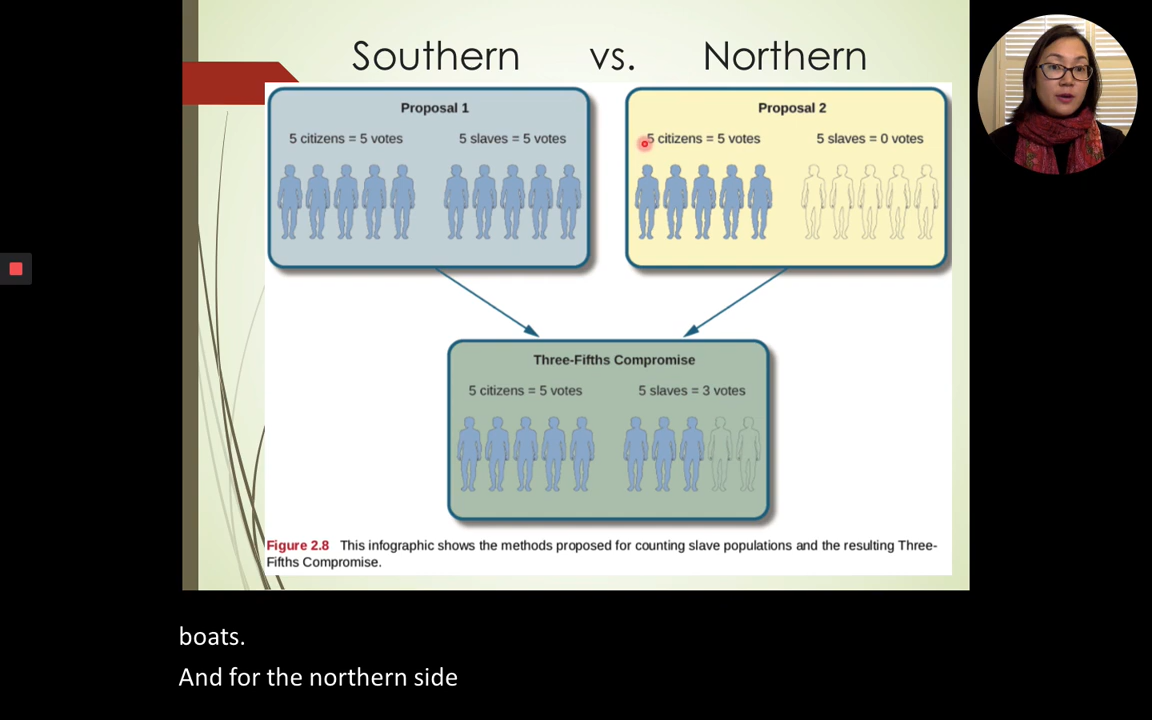 Southern vs. Northern
Proposal 1
5 citizens = 5 votes 5 slaves = 5 votes
Proposal 2
5 citizens = 5 votes 5 slaves = 0 votes
Three-Fifths Compromise
5 citizens = 5 votes 5 slaves = 3 votes
Figure 2.8 This infographic shows the methods proposed for counting slave populations and the resulting Three-
Fifths Compromise.
boats.
And for the northern side